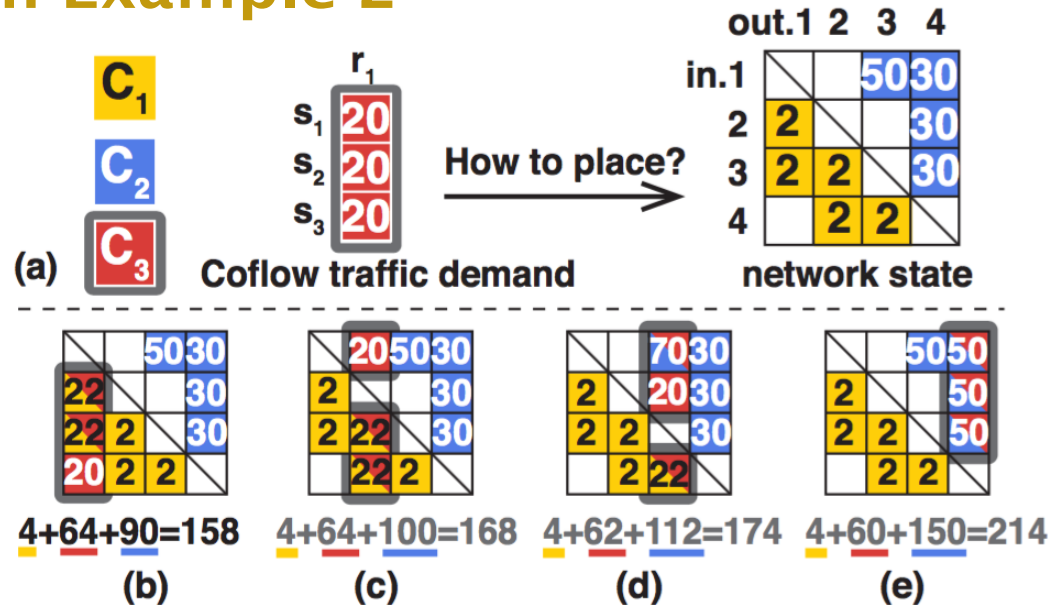 out.1 2 3 4
C1
r1
in.1 50 30
s1 20
2 2 30
C2
s2 20
How to place?
3 2 2 30
s3 20
4 2 2
C3
(a) Coflow traffic demand network state
50 30
22 30
22 2 30
20 2 2
4+64+90=158
(b)
20 50 30
2 30
2 22 30
22 2
4+64+100=168
(c)
70 30
2 20 30
2 2 30
2 22
4+62+112=174
(d)
50 50
2 50
2 2 50
2 2
4+60+150=214
(e)